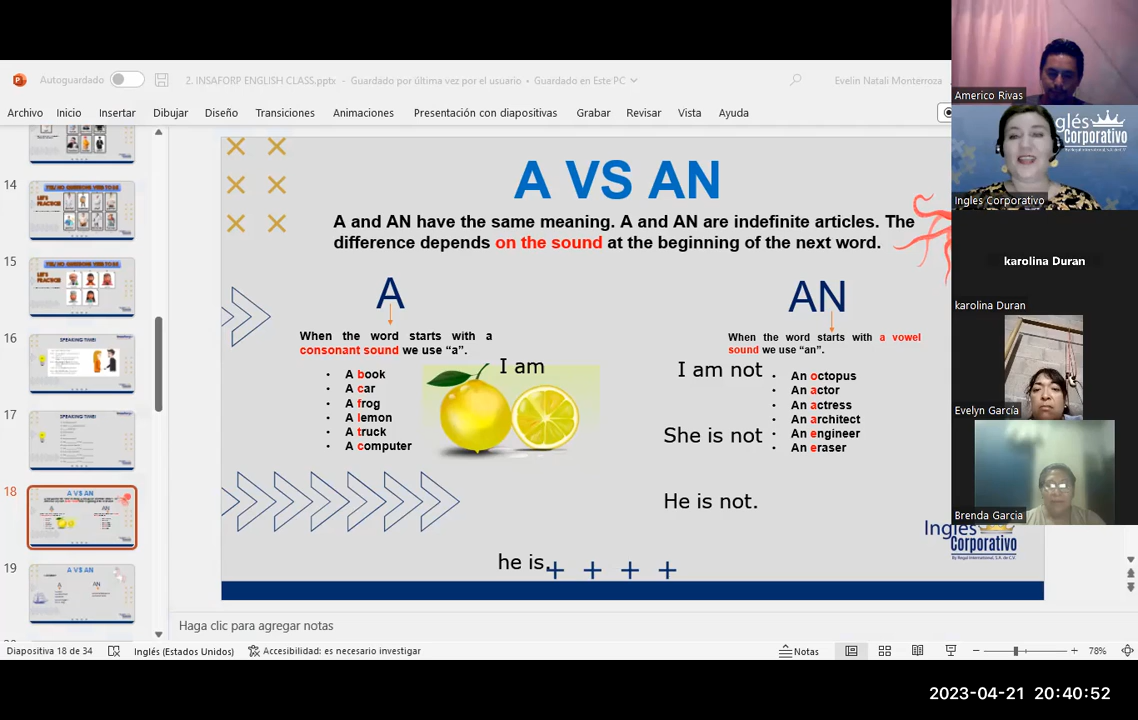 Autoguardado
2. INSAFORP ENGLISH CLASS.pptx • Guardado por última vez por el usuario • Guardado en Este PC
Evelin Natali Monterroza
Archivo Inicio Insertar Dibujar Diseño Transiciones Animaciones Presentación con diapositivas Grabar Revisar Vista Ayuda
14
15
16
17
18
19
A VS AN
A and AN have the same meaning. A and AN are indefinite articles. The
difference depends on the sound at the beginning of the next word.
A
When the word starts with a
consonant sound we use “a”.
• A book
• A car
• A frog
• A lemon
• A truck
• A computer
I am
he is.
AN
When the word starts with a vowel
sound we use “an”.
I am not
She is not
He is not.
• An octopus
• An actor
• An actress
• An architect
• An engineer
• An eraser
Inglés
Corporativo
Haga clic para agregar notas
Diapositiva 18 de 34
Inglés (Estados Unidos)
Accesibilidad: es necesario investigar
Notas
78%
Americo Rivas
glés
Corporativo
Ingles Corporativo
karolina Duran
karolina Duran
Evelyn García
Brenda Garcia
2023-04-21 20:40:52